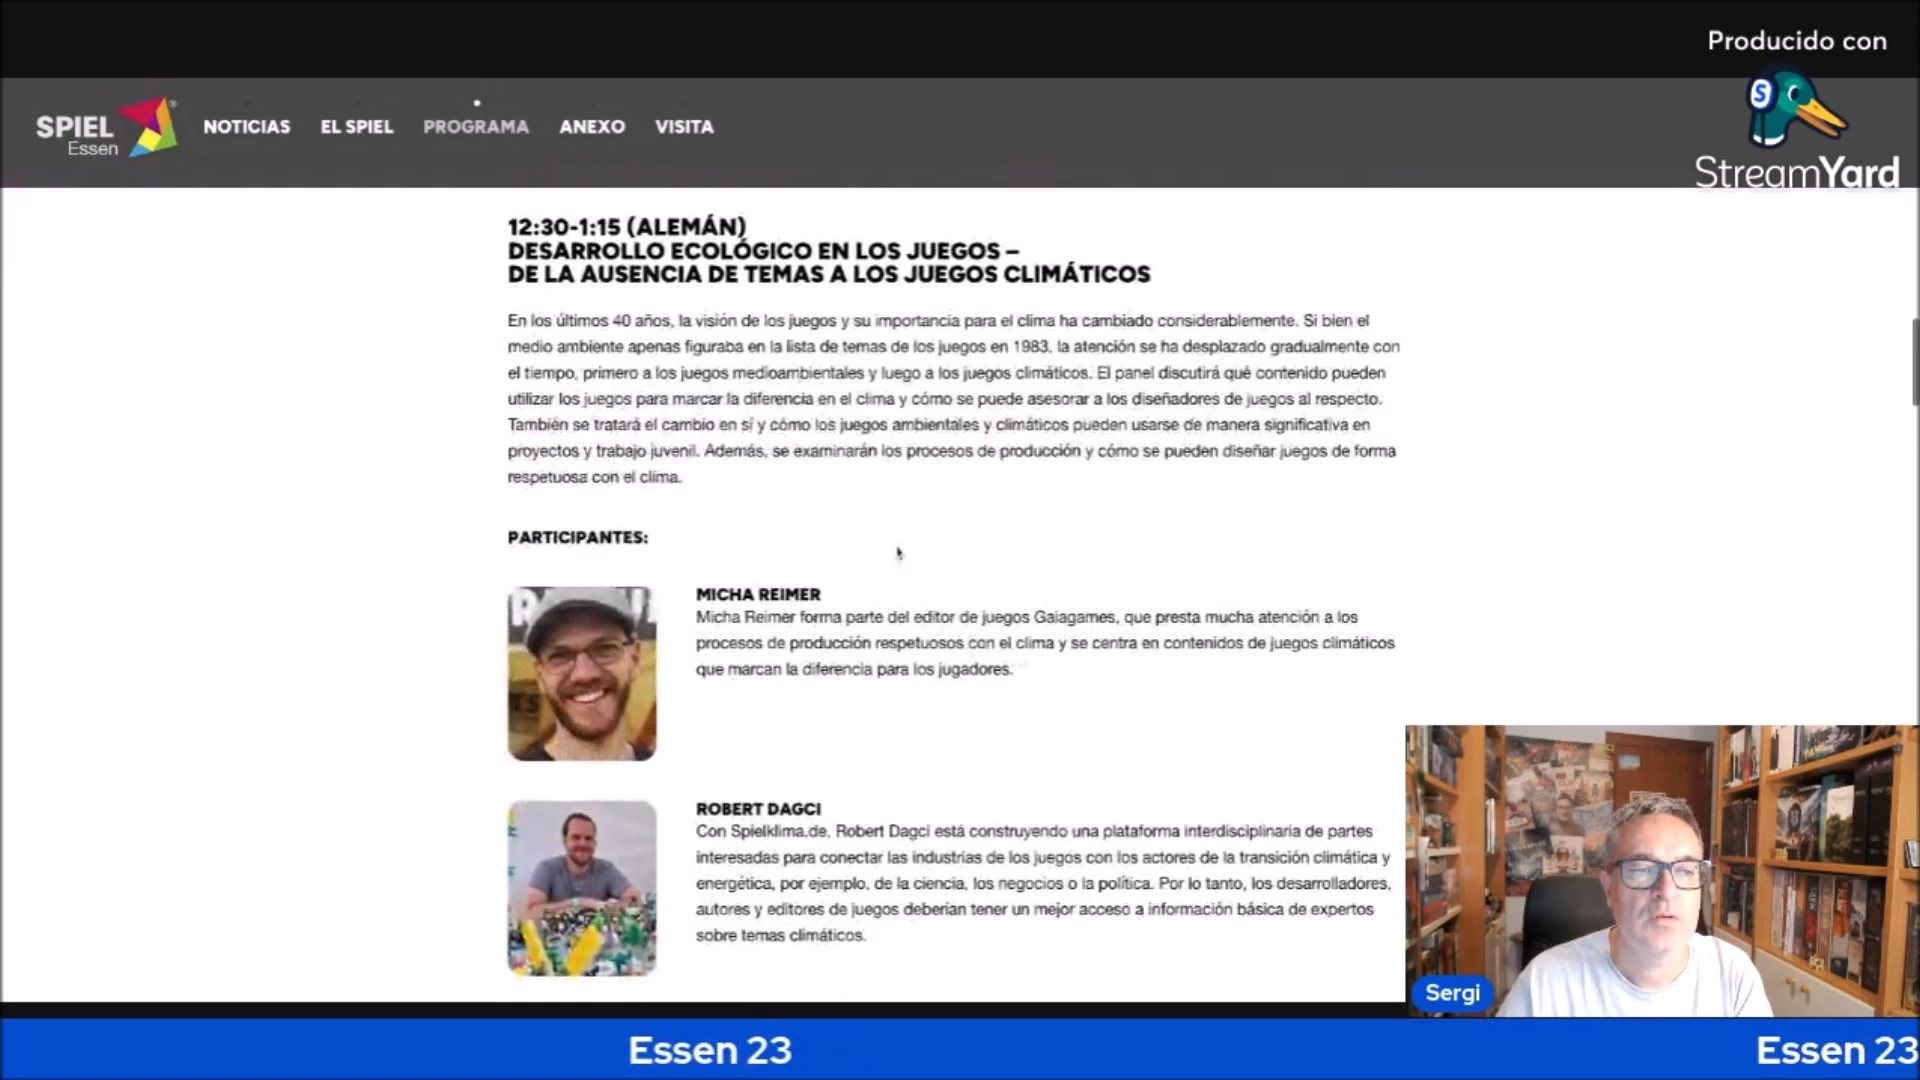 Producido con
StreamYard
SPIEL
Essen
NOTICIAS
EL SPIEL
PROGRAMA
ANEXO
VISITA
12:30-1:15 (ALEMÁN)
DESARROLLO ECOLÓGICO EN LOS JUEGOS –
DE LA AUSENCIA DE TEMAS A LOS JUEGOS CLIMÁTICOS
En los últimos 40 años, la visión de los juegos y su importancia para el clima ha cambiado considerablemente. Si bien el
medio ambiente apenas figuraba en la lista de temas de los juegos en 1983, la atención se ha desplazado gradualmente con
el tiempo, primero a los juegos medioambientales y luego a los juegos climáticos. El panel discutirá qué contenido pueden
utilizar los juegos para marcar la diferencia en el clima y cómo se puede asesorar a los diseñadores de juegos al respecto.
También se tratará el cambio en sí y cómo los juegos ambientales y climáticos pueden usarse de manera significativa en
proyectos y trabajo juvenil. Además, se examinarán los procesos de producción y cómo se pueden diseñar juegos de forma
respetuosa con el clima.
PARTICIPANTES:
MICHA REIMER
Micha Reimer forma parte del editor de juegos Gaiagames, que presta mucha atención a los
procesos de producción respetuosos con el clima y se centra en contenidos de juegos climáticos
que marcan la diferencia para los jugadores.
ROBERT DAGCI
Con Spielklima.de, Robert Dagci está construyendo una plataforma interdisciplinaria de partes
interesadas para conectar las industrias de los juegos con los actores de la transición climática y
energética, por ejemplo, de la ciencia, los negocios o la política. Por lo tanto, los desarrolladores,
autores y editores de juegos deberían tener un mejor acceso a información básica de expertos
sobre temas climáticos.
Sergi
Essen 23
Essen 23